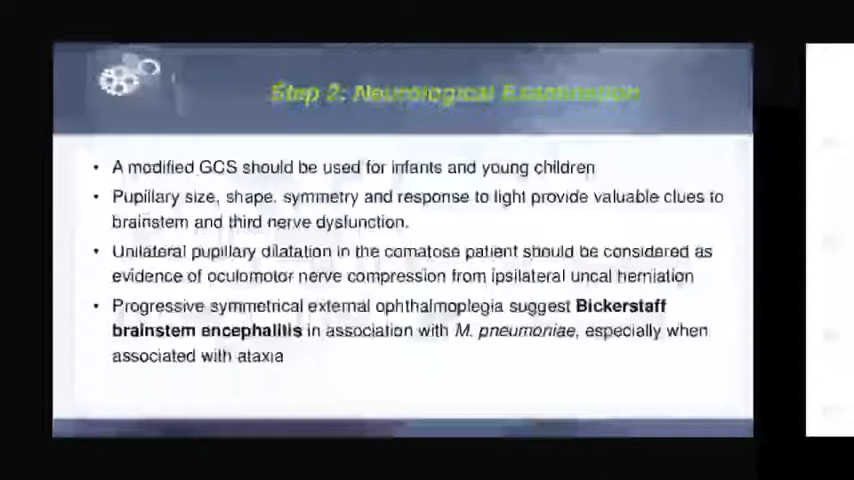 Step 2: Neurological Examination
• A modified GCS should be used for infants and young children
• Pupillary size, shape, symmetry and response to light provide valuable clues to
brainstem and third nerve dysfunction.
• Unilateral pupillary dilatation in the comatose patient should be considered as
evidence of oculomotor nerve compression from ipsilateral uncal herniation
• Progressive symmetrical external ophthalmoplegia suggest Bickerstaff
brainstem encephalitis in association with M. pneumoniae, especially when
associated with ataxia